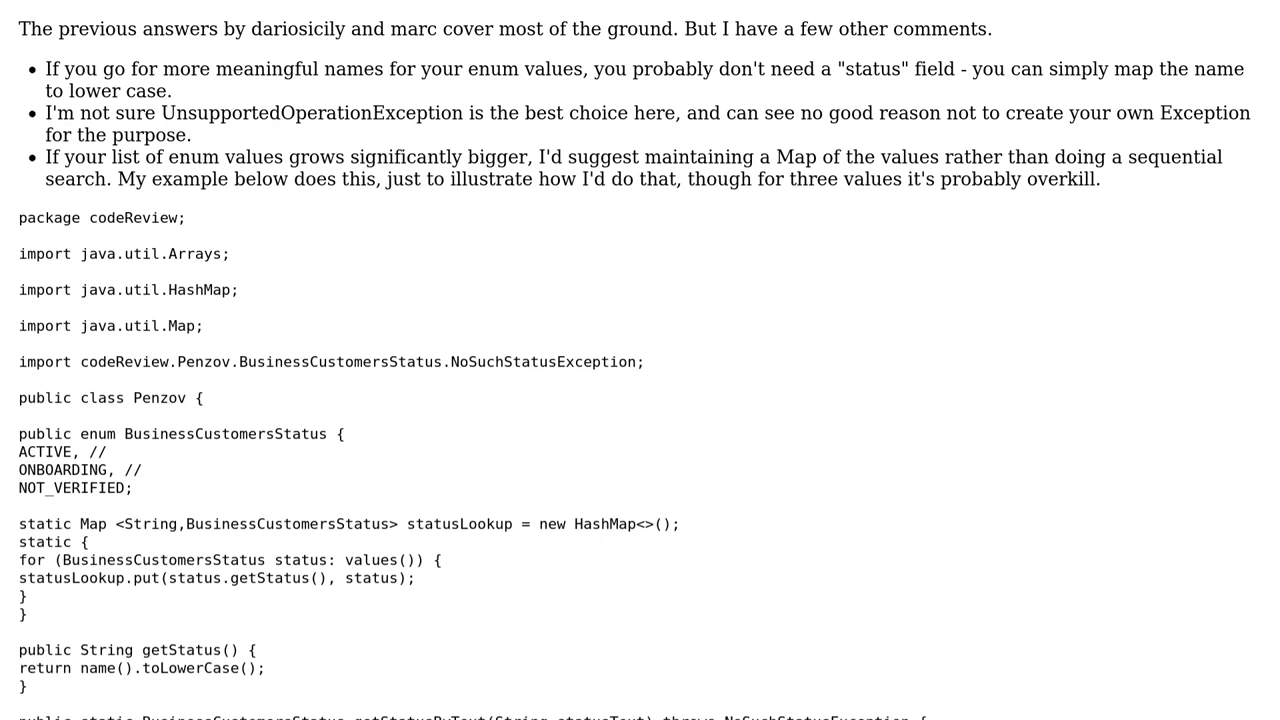 The previous answers by dariosicily and marc cover most of the ground. But I have a few other comments.
If you go for more meaningful names for your enum values, you probably don't need a "status" field - you can simply map the name
to lower case.
I'm not sure UnsupportedOperationException is the best choice here, and can see no good reason not to create your own Exception
for the purpose.
If your list of enum values grows significantly bigger, I'd suggest maintaining a Map of the values rather than doing a sequential
search. My example below does this, just to illustrate how I'd do that, though for three values it's probably overkill.
package codeReview;
import java.util.Arrays;
import java.util.HashMap;
import java.util.Map;
import codeReview.Penzov.BusinessCustomersStatus.NoSuchStatusException;
public class Penzov {
public enum BusinessCustomersStatus {
ACTIVE, //
ONBOARDING, //
NOT_VERIFIED;
static Map <String,BusinessCustomersStatus> statusLookup = new HashMap<>();
static {
for (BusinessCustomersStatus status: values()) {
statusLookup.put(status.getStatus(), status);
}
}
public String getStatus() {
return name().toLowerCase();
}
public static BusinessCustomersStatus getStatusByText(String statusText) throws NoSuchStatusException {